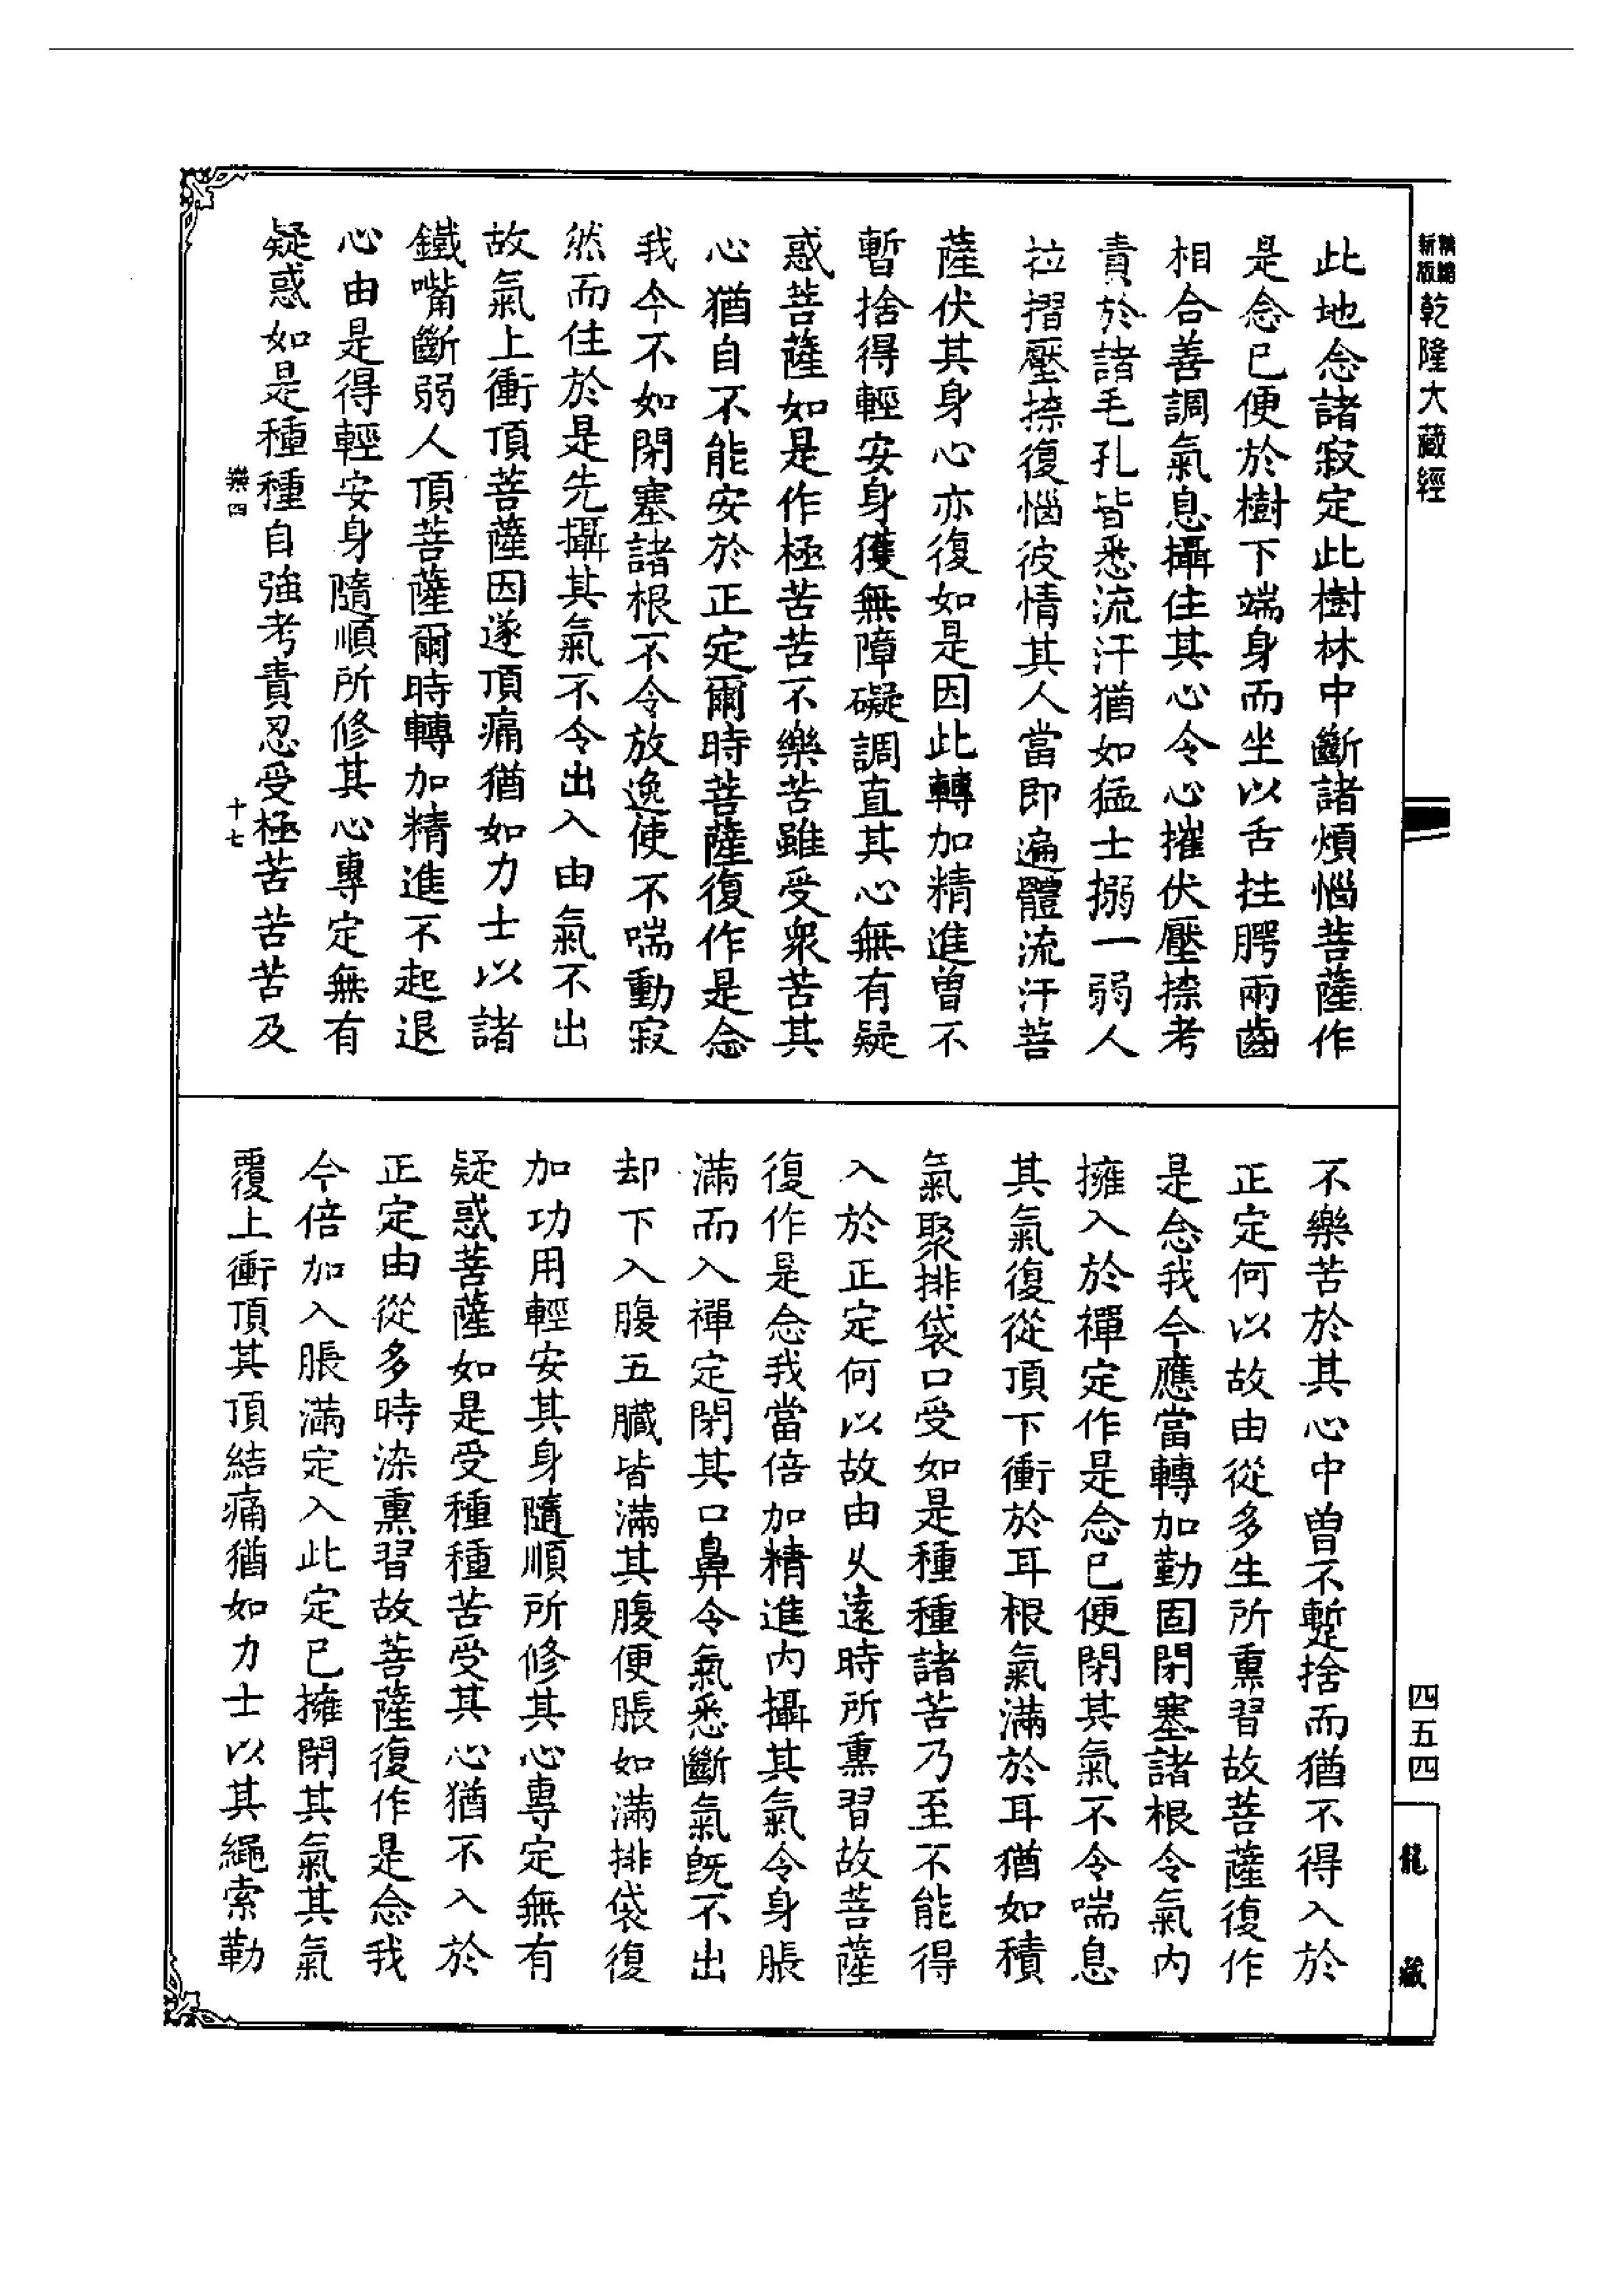 精繪
新版
乾隆大藏經
此地念諸寂定此樹林中斷諸煩惱菩薩作
是念已便於樹下端身而坐以舌拄腭兩齒
相合善調氣息攝住其心令心摧伏壓捺考
責於諸毛孔皆悉流汗猶如猛士搦一弱人
拉摺壓捺復惱彼情其人當即遍體流汗菩
薩伏其身心亦復如是因此轉加精進曾不
暫捨得輕安身獲無障礙調直其心無有疑
惑菩薩如是作極苦苦不樂苦雖受衆苦其
心猶自不能安於正定爾時菩薩復作是念
我今不如閉塞諸根不令放逸使不喘動寂
然而住於是先攝其氣不令出入由氣不出
故氣上衝頂菩薩因遂頂痛猶如力士以諸
鐵嘴斷弱人頂菩薩爾時轉加精進不起退
心由是得輕安身隨順所修其心專定無有
疑惑如是種種自強考責忍受極苦苦苦及
樂四
十七
不樂苦於其心中曾不暫捨而猶不得入於
正定何以故由從多生所熏習故菩薩復作
是念我今應當轉加勤固閉塞諸根令氣內
擁入於禪定作是念已便閉其氣不令喘息
其氣復從頂下衝於耳根氣滿於耳猶如積
氣聚排袋口受如是種種諸苦乃至不能得
入於正定何以故由久遠時所熏習故菩薩
復作是念我當倍加精進內攝其氣令身脹
滿而入禪定閉其口鼻令氣悉斷氣旣不出
却下入腹五臟皆滿其腹便脹如滿排袋復
加功用輕安其身隨順所修其心專定無有
疑惑菩薩如是受種種苦受其心猶不入於
正定由從多時染熏習故菩薩復作是念我
今倍加入脹滿定入此定已擁閉其氣其氣
覆上衝頂其頂結痛猶如力士以其繩索勒
四五四
龍藏